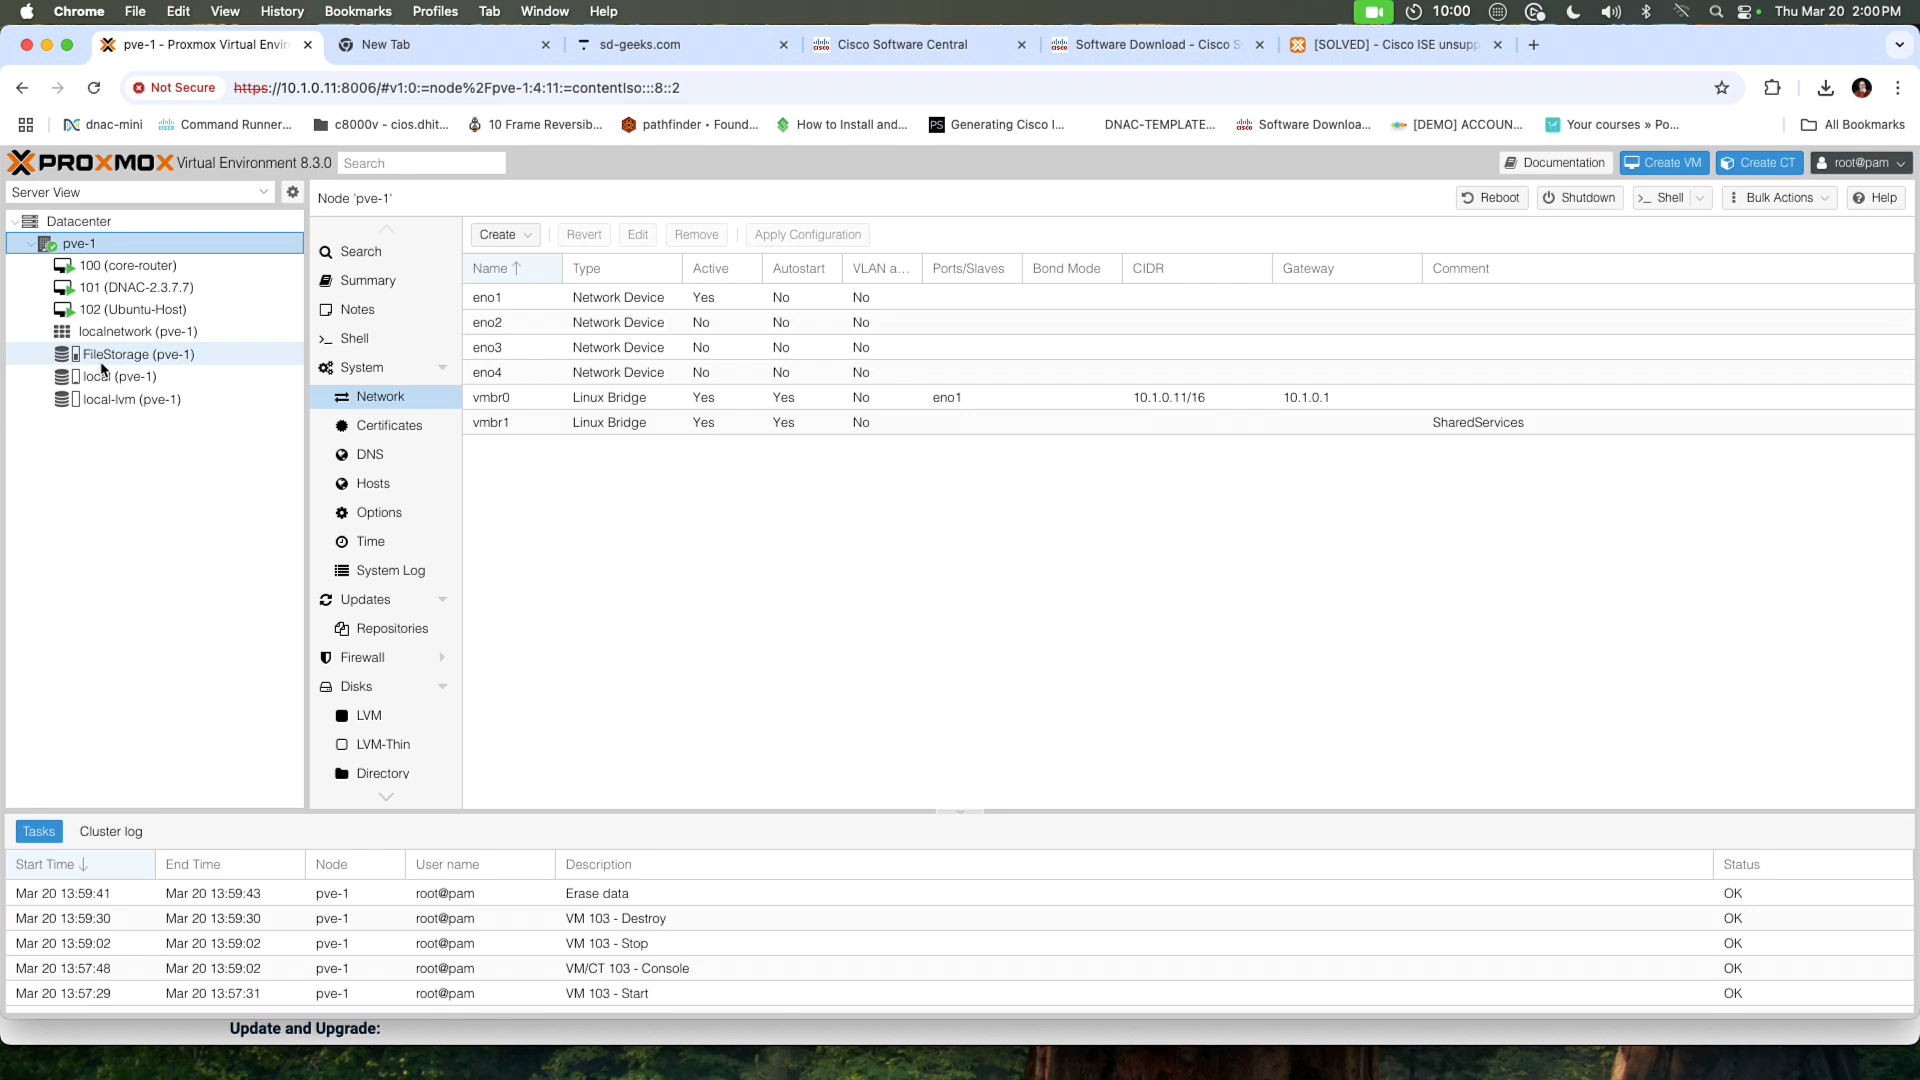 Chrome File Edit View History Bookmarks Profiles Tab Window Help 10:00 Thu Mar 20 2:00 PM
pve-1 - Proxmox Virtual Envir New Tab sd-geeks.com Cisco Software Central Software Download - Cisco S [SOLVED] - Cisco ISE unsupp
Not Secure https://10.1.0.11:8006/#v1:0:=node%2Fpve-1:4:11:=contentIso:::8::2
dnac-mini Command Runner... c8000v - cios.dhit... 10 Frame Reversib... pathfinder • Found... How to Install and... PS Generating Cisco I... DNAC-TEMPLATE... Software Downloa... [DEMO] ACCOUN... Your courses » Po... All Bookmarks
PROXMOX Virtual Environment 8.3.0 Search Documentation Create VM Create CT root@pam
Server View
Node 'pve-1' Reboot Shutdown >_ Shell Bulk Actions Help
Datacenter
pve-1
100 (core-router)
101 (DNAC-2.3.7.7)
102 (Ubuntu-Host)
localnetwork (pve-1)
FileStorage (pve-1)
local (pve-1)
local-lvm (pve-1)
Search
Summary
Notes
>_ Shell
System
Network
Certificates
DNS
Hosts
Options
Time
System Log
Updates
Repositories
Firewall
Disks
LVM
LVM-Thin
Directory
Create Revert Edit Remove Apply Configuration
Name Type Active Autostart VLAN a... Ports/Slaves Bond Mode CIDR Gateway Comment
eno1 Network Device Yes No No
eno2 Network Device No No No
eno3 Network Device No No No
eno4 Network Device No No No
vmbr0 Linux Bridge Yes Yes No eno1 10.1.0.11/16 10.1.0.1
vmbr1 Linux Bridge Yes Yes No SharedServices
Tasks Cluster log
Start Time End Time Node User name Description Status
Mar 20 13:59:41 Mar 20 13:59:43 pve-1 root@pam Erase data OK
Mar 20 13:59:30 Mar 20 13:59:30 pve-1 root@pam VM 103 - Destroy OK
Mar 20 13:59:02 Mar 20 13:59:02 pve-1 root@pam VM 103 - Stop OK
Mar 20 13:57:48 Mar 20 13:59:02 pve-1 root@pam VM/CT 103 - Console OK
Mar 20 13:57:29 Mar 20 13:57:31 pve-1 root@pam VM 103 - Start OK
Update and Upgrade: